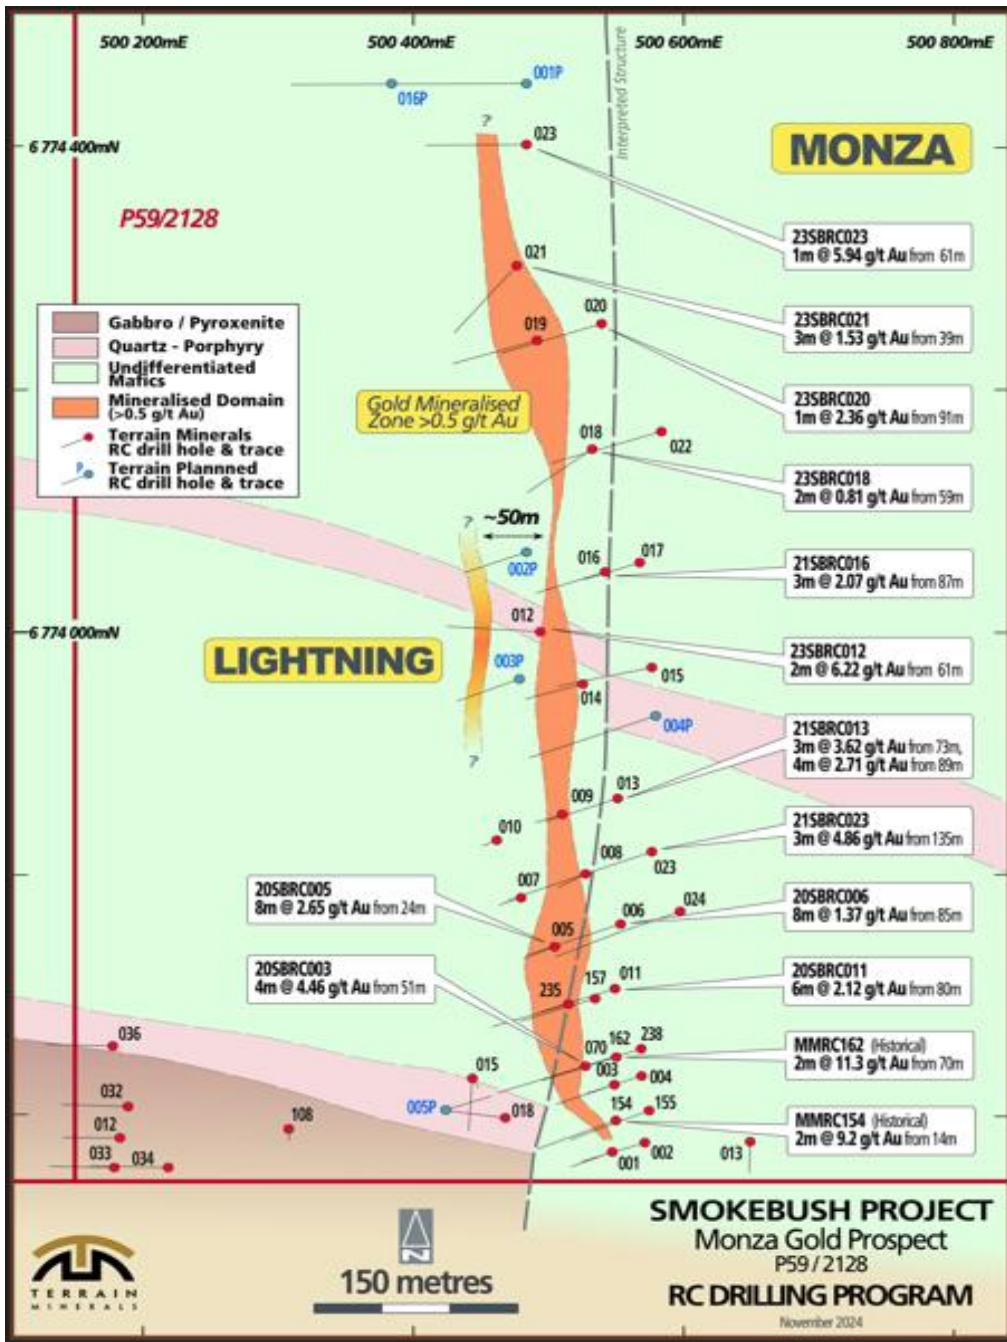 500 200mE
500 400mE
500 600mE
500 800mE
001P
016P
Interpreted Structure
?
023
6 774 400mN
MONZA
P59/2128
23SBRC023
1m @ 5.94 g/t Au from 61m
021
Gabbro / Pyroxenite
Quartz - Porphyry
Undifferentiated
Mafics
Mineralised Domain
(>0.5 g/t Au)
Terrain Minerals
RC drill hole & trace
Terrain Plannned
RC drill hole & trace
020
019
23SBRC021
3m @ 1.53 g/t Au from 39m
Gold Mineralised
Zone >0.5 g/t Au
23SBRC020
1m @ 2.36 g/t Au from 91m
018
022
23SBRC018
2m @ 0.81 g/t Au from 59m
?
~50m
002P
016
017
21SBRC016
3m @ 2.07 g/t Au from 87m
012
6 774 000mN
LIGHTNING
003P
23SBRC012
2m @ 6.22 g/t Au from 61m
015
014
004P
?
21SBRC013
3m @ 3.62 g/t Au from 73m,
4m @ 2.71 g/t Au from 89m
013
009
010
21SBRC023
3m @ 4.86 g/t Au from 135m
008
023
007
20SBRC005
8m @ 2.65 g/t Au from 24m
024
006
005
20SBRC006
8m @ 1.37 g/t Au from 85m
20SBRC003
4m @ 4.46 g/t Au from 51m
011
157
235
20SBRC011
6m @ 2.12 g/t Au from 80m
036
162
238
070
003
004
015
MMRC162 (Historical)
2m @ 11.3 g/t Au from 70m
032
005P
018
108
154
155
MMRC154 (Historical)
2m @ 9.2 g/t Au from 14m
012
033
034
001
002
013
TERRAIN
MINERALS
N
150 metres
SMOKEBUSH PROJECT
Monza Gold Prospect
P59 / 2128
RC DRILLING PROGRAM
November 2024